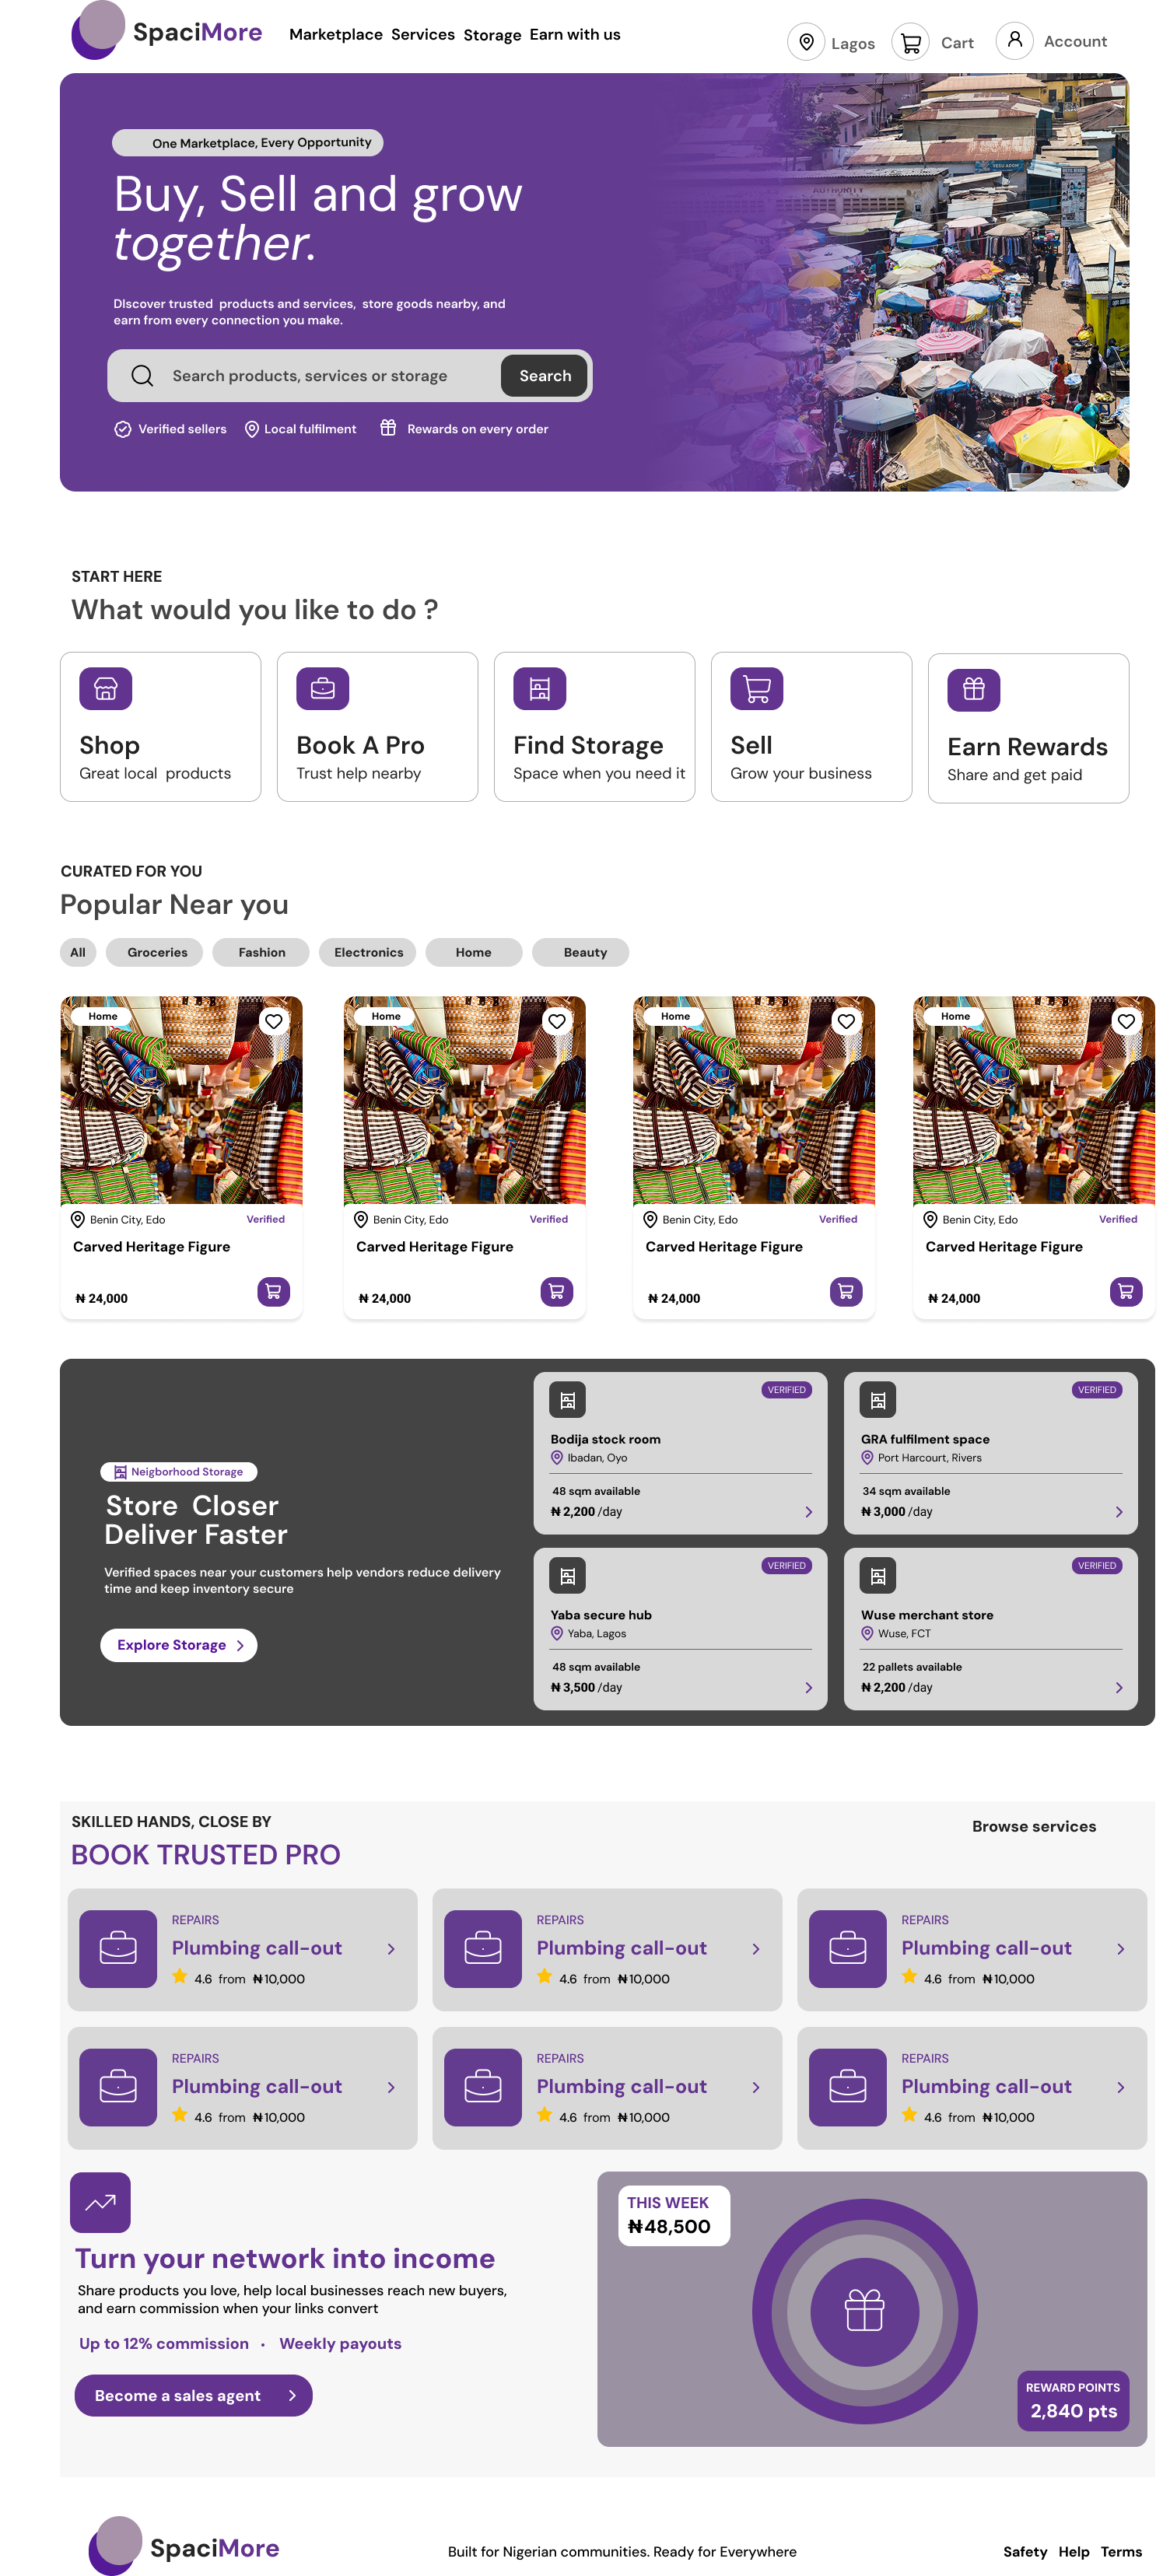 SpaciMore
Marketplace Services Storage Earn with us
Lagos Cart Account
One Marketplace, Every Opportunity
Buy, Sell and grow
together.
DIscover trusted products and services, store goods nearby, and
earn from every connection you make.
Search products, services or storage
Search
Verified sellers Local fulfilment Rewards on every order
AUTHORITY
START HERE
What would you like to do ?
Shop
Great local products
Book A Pro
Trust help nearby
Find Storage
Space when you need it
Sell
Grow your business
Earn Rewards
Share and get paid
CURATED FOR YOU
Popular Near you
All Groceries Fashion Electronics Home Beauty
Home
Benin City, Edo Verified
Carved Heritage Figure
₦ 24,000
Home
Benin City, Edo Verified
Carved Heritage Figure
₦ 24,000
Home
Benin City, Edo Verified
Carved Heritage Figure
₦ 24,000
Home
Benin City, Edo Verified
Carved Heritage Figure
₦ 24,000
Neigborhood Storage
Store Closer
Deliver Faster
Verified spaces near your customers help vendors reduce delivery
time and keep inventory secure
Explore Storage
VERIFIED
Bodija stock room
Ibadan, Oyo
48 sqm available
₦ 2,200 /day
VERIFIED
GRA fulfilment space
Port Harcourt, Rivers
34 sqm available
₦ 3,000 /day
VERIFIED
Yaba secure hub
Yaba, Lagos
48 sqm available
₦ 3,500 /day
VERIFIED
Wuse merchant store
Wuse, FCT
22 pallets available
₦ 2,200 /day
SKILLED HANDS, CLOSE BY
BOOK TRUSTED PRO
Browse services
REPAIRS
Plumbing call-out
4.6 from ₦10,000
REPAIRS
Plumbing call-out
4.6 from ₦10,000
REPAIRS
Plumbing call-out
4.6 from ₦10,000
REPAIRS
Plumbing call-out
4.6 from ₦10,000
REPAIRS
Plumbing call-out
4.6 from ₦10,000
REPAIRS
Plumbing call-out
4.6 from ₦10,000
Turn your network into income
Share products you love, help local businesses reach new buyers,
and earn commission when your links convert
Up to 12% commission • Weekly payouts
Become a sales agent
THIS WEEK
₦48,500
REWARD POINTS
2,840 pts
SpaciMore
Built for Nigerian communities. Ready for Everywhere
Safety Help Terms